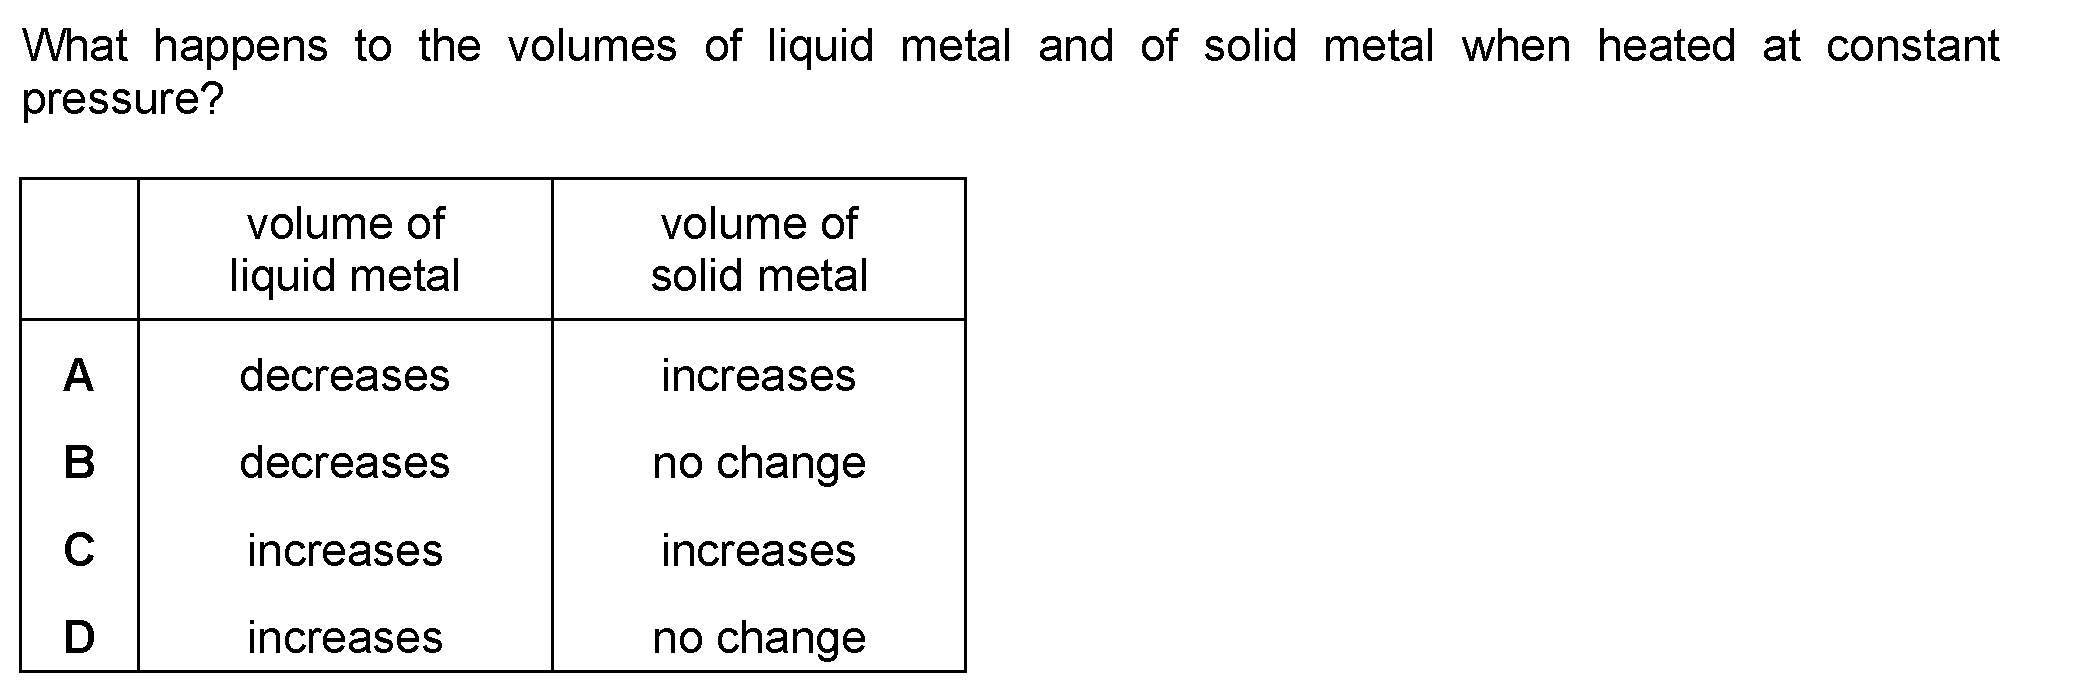 What happens to the volumes of liquid metal and of solid metal when heated at constant
pressure?
volume of liquid metal volume of solid metal
A decreases increases
B decreases no change
C increases increases
D increases no change